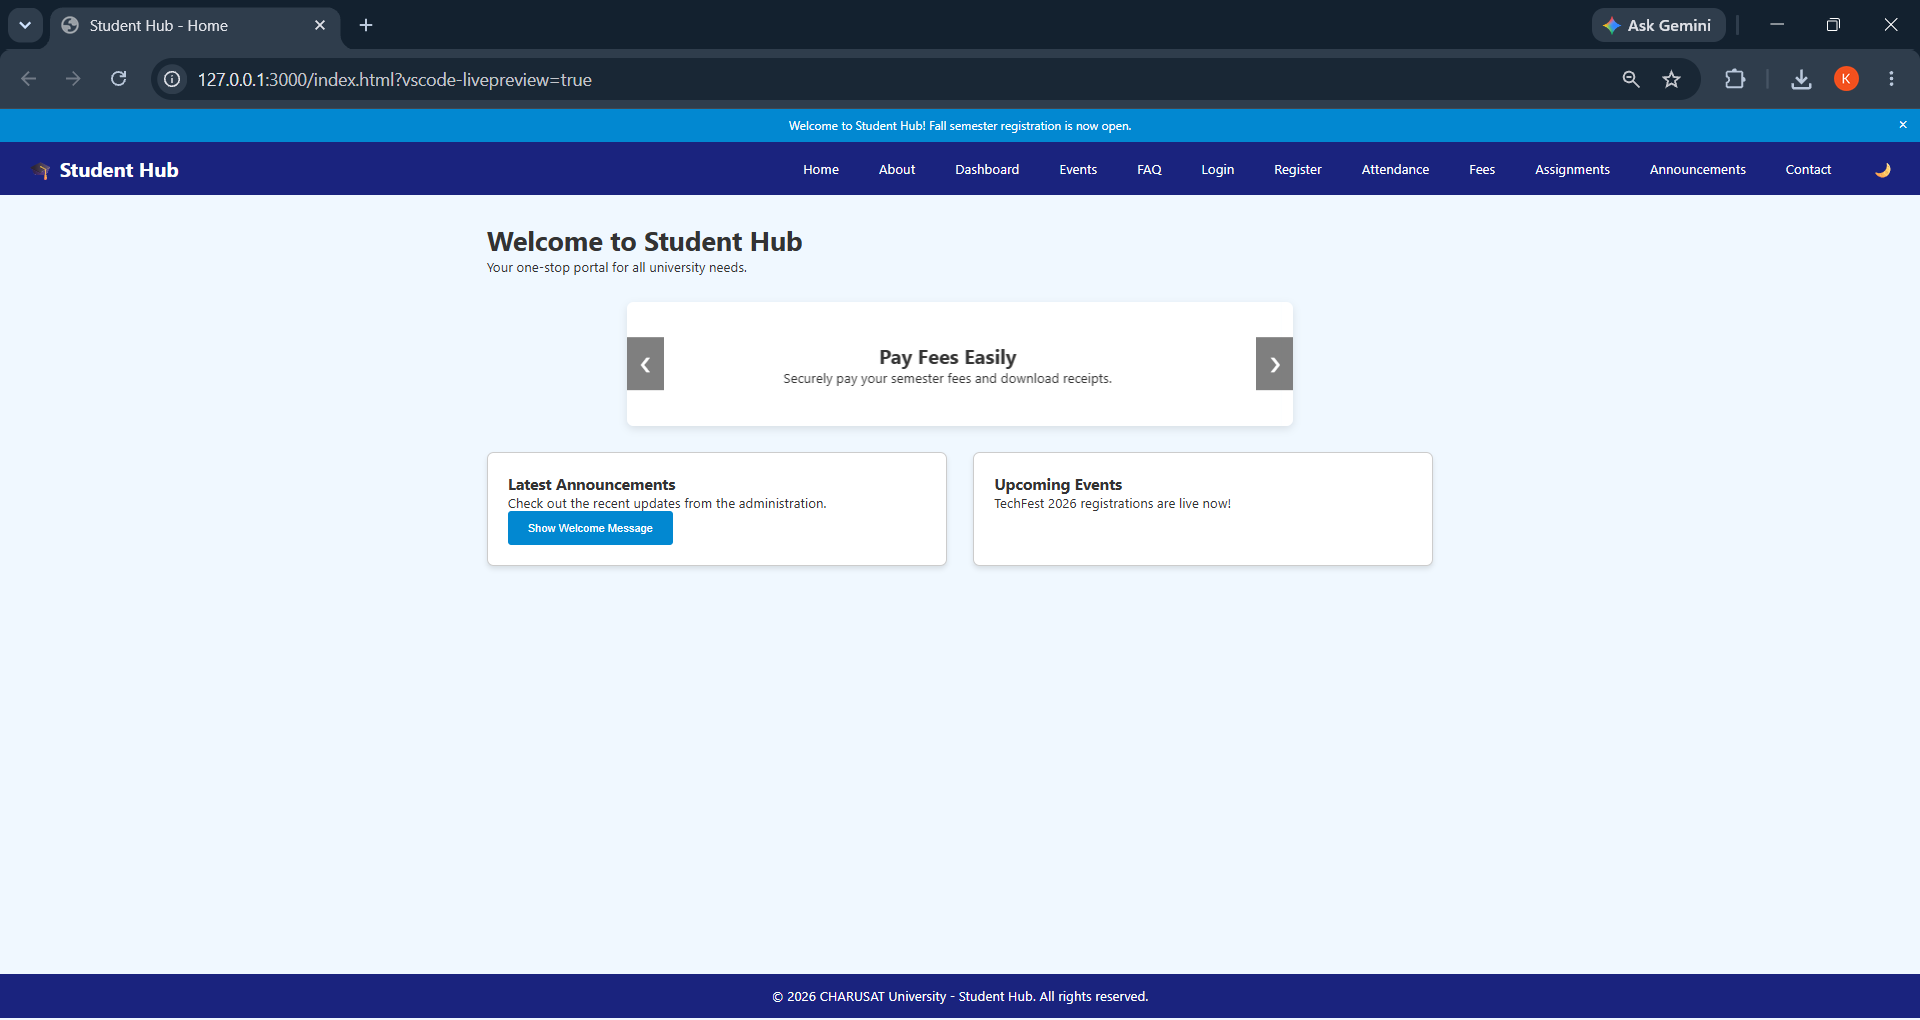 Student Hub - Home
Ask Gemini
127.0.0.1:3000/index.html?vscode-livepreview=true
K
Welcome to Student Hub! Fall semester registration is now open.
Student Hub
Home About Dashboard Events FAQ Login Register Attendance Fees Assignments Announcements Contact
Welcome to Student Hub
Your one-stop portal for all university needs.
Pay Fees Easily
Securely pay your semester fees and download receipts.
Latest Announcements
Check out the recent updates from the administration.
Show Welcome Message
Upcoming Events
TechFest 2026 registrations are live now!
© 2026 CHARUSAT University - Student Hub. All rights reserved.